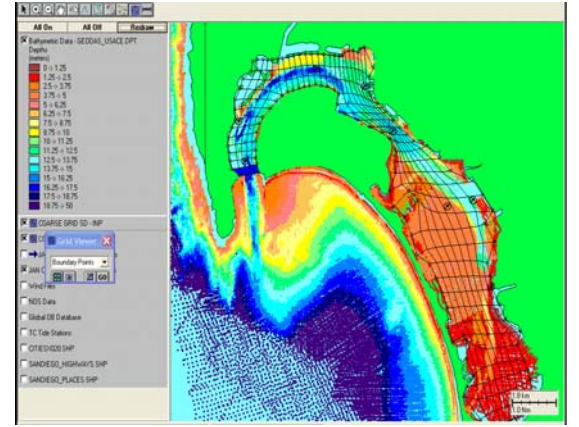 All On All Off Redraw
Bathymetric Data - GEODAS_USACE.DPT
Depths
(meters)
0 -> 1.25
1.25 -> 2.5
2.5 -> 3.75
3.75 -> 5
5 -> 6.25
6.25 -> 7.5
7.5 -> 8.75
8.75 -> 10
10 -> 11.25
11.25 -> 12.5
12.5 -> 13.75
13.75 -> 15
15 -> 16.25
16.25 -> 17.5
17.5 -> 18.75
18.75 -> 50
COARSE GRID SD - INP
Grid Viewer
Boundary Points
GO
JAN
Wind Files
NOS Data
Global OB Database
TC Tide Stations
CITIESX020.SHP
SANDIEGO_HIGHWAYS.SHP
SANDIEGO_PLACES.SHP
1.8 km
1.0 Nm